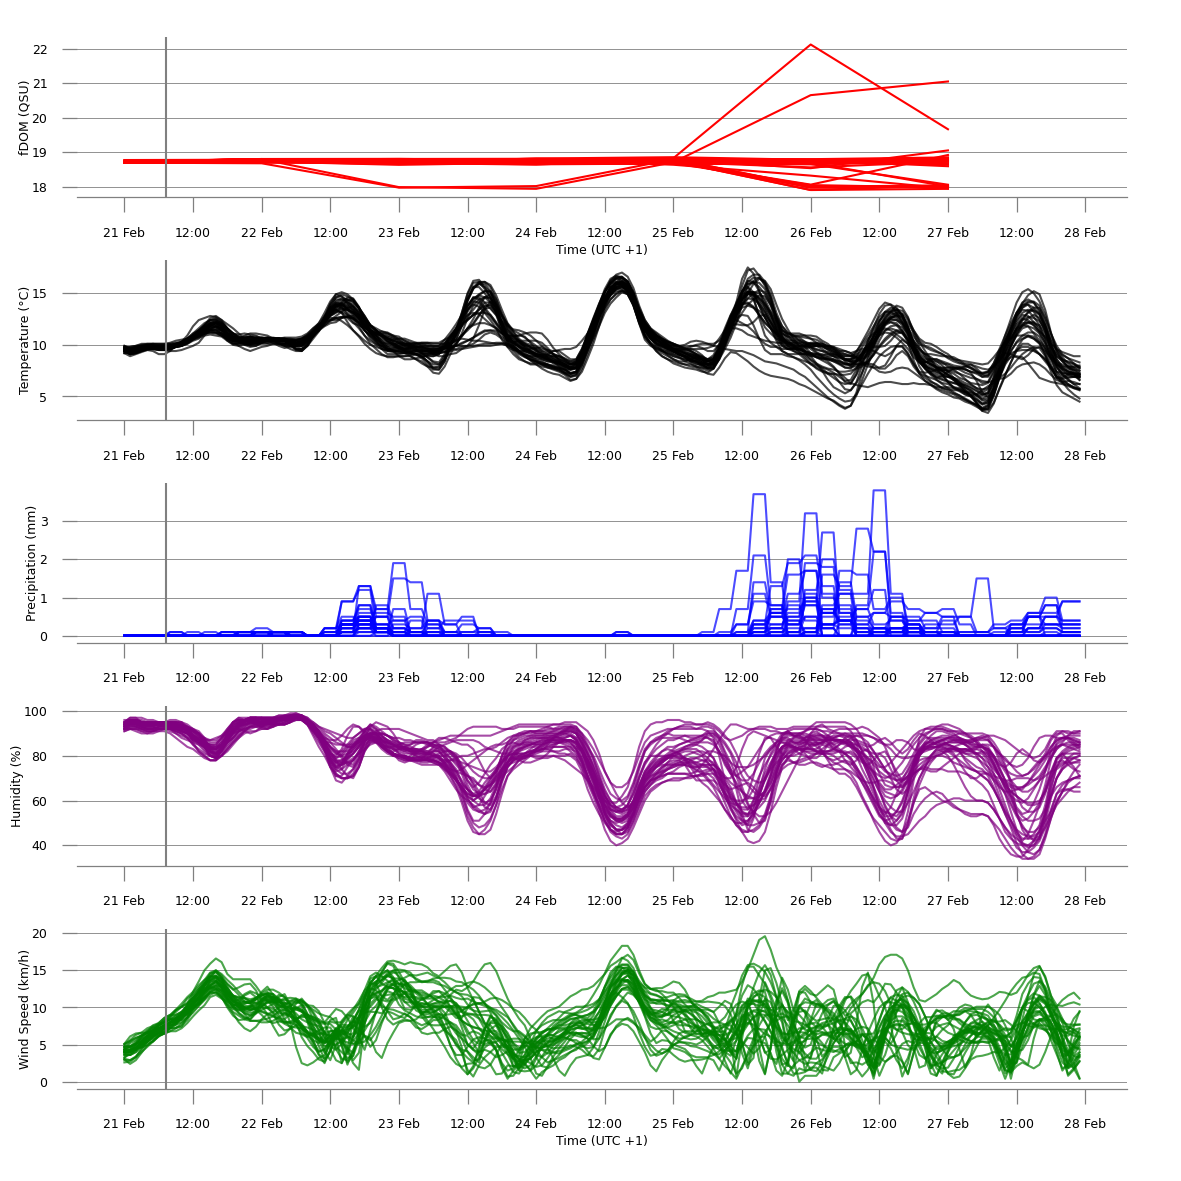 22
21
20
19
18
fDOM (QSU)
21 Feb 12:00 22 Feb 12:00 23 Feb 12:00 24 Feb 12:00 25 Feb 12:00 26 Feb 12:00 27 Feb 12:00 28 Feb
Time (UTC +1)
15
10
5
Temperature (°C)
21 Feb 12:00 22 Feb 12:00 23 Feb 12:00 24 Feb 12:00 25 Feb 12:00 26 Feb 12:00 27 Feb 12:00 28 Feb
3
2
1
0
Precipitation (mm)
21 Feb 12:00 22 Feb 12:00 23 Feb 12:00 24 Feb 12:00 25 Feb 12:00 26 Feb 12:00 27 Feb 12:00 28 Feb
100
80
60
40
Humidity (%)
21 Feb 12:00 22 Feb 12:00 23 Feb 12:00 24 Feb 12:00 25 Feb 12:00 26 Feb 12:00 27 Feb 12:00 28 Feb
20
15
10
5
0
Wind Speed (km/h)
21 Feb 12:00 22 Feb 12:00 23 Feb 12:00 24 Feb 12:00 25 Feb 12:00 26 Feb 12:00 27 Feb 12:00 28 Feb
Time (UTC +1)